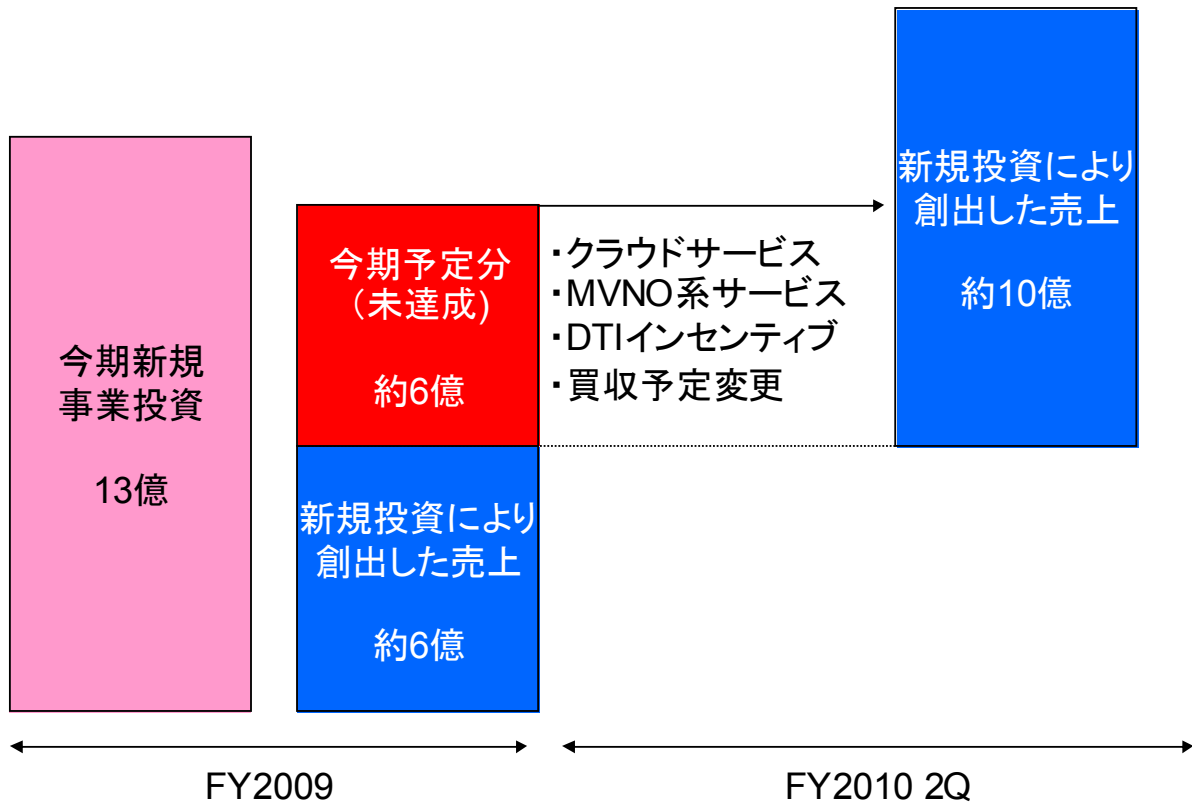 今期新規
事業投資
13億
今期予定分
（未達成)
約6億
新規投資により
創出した売上
約6億
・クラウドサービス
・MVNO系サービス
・DTIインセンティブ
・買収予定変更
新規投資により
創出した売上
約10億
FY2009
FY2010 2Q